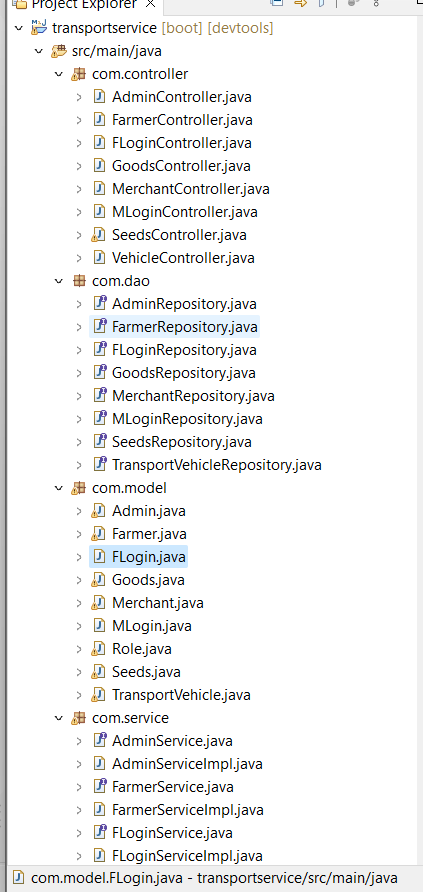 Project Explorer
transportservice [boot] [devtools]
src/main/java
com.controller
AdminController.java
FarmerController.java
FLoginController.java
GoodsController.java
MerchantController.java
MLoginController.java
SeedsController.java
VehicleController.java
com.dao
AdminRepository.java
FarmerRepository.java
FLoginRepository.java
GoodsRepository.java
MerchantRepository.java
MLoginRepository.java
SeedsRepository.java
TransportVehicleRepository.java
com.model
Admin.java
Farmer.java
FLogin.java
Goods.java
Merchant.java
MLogin.java
Role.java
Seeds.java
TransportVehicle.java
com.service
AdminService.java
AdminServiceImpl.java
FarmerService.java
FarmerServiceImpl.java
FLoginService.java
FLoginServiceImpl.java
com.model.FLogin.java - transportservice/src/main/java